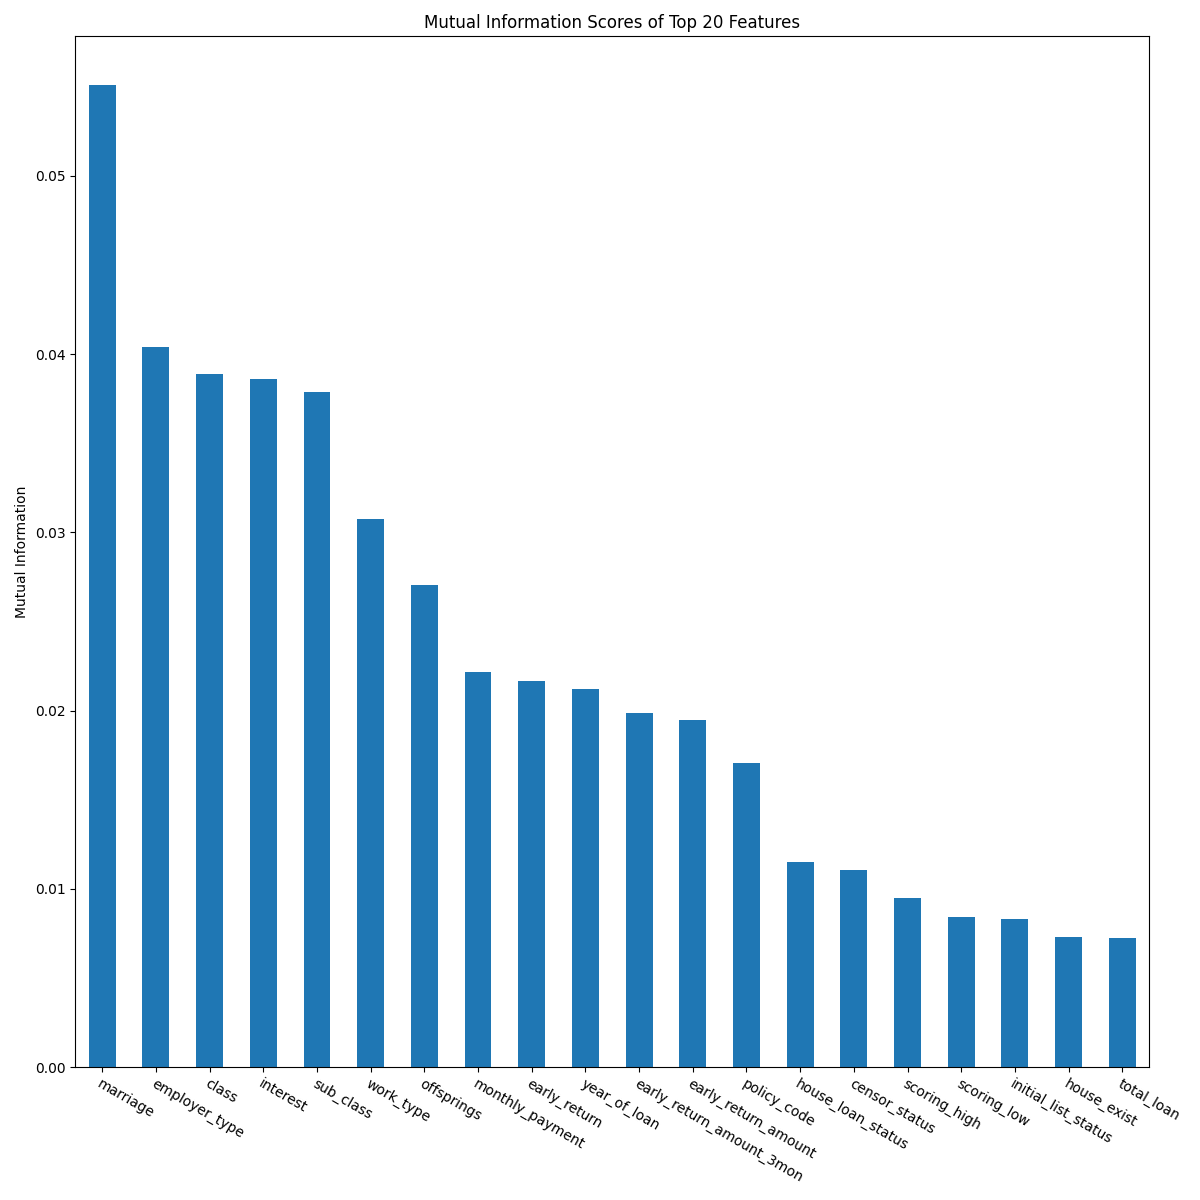 Mutual Information Scores of Top 20 Features
Mutual Information
0.05
0.04
0.03
0.02
0.01
0.00
marriage
employer_type
class
interest
sub_class
work_type
offsprings
monthly_payment
early_return
year_of_loan
early_return_amount_3mon
early_return_amount
policy_code
house_loan_status
censor_status
scoring_high
scoring_low
initial_list_status
house_exist
total_loan